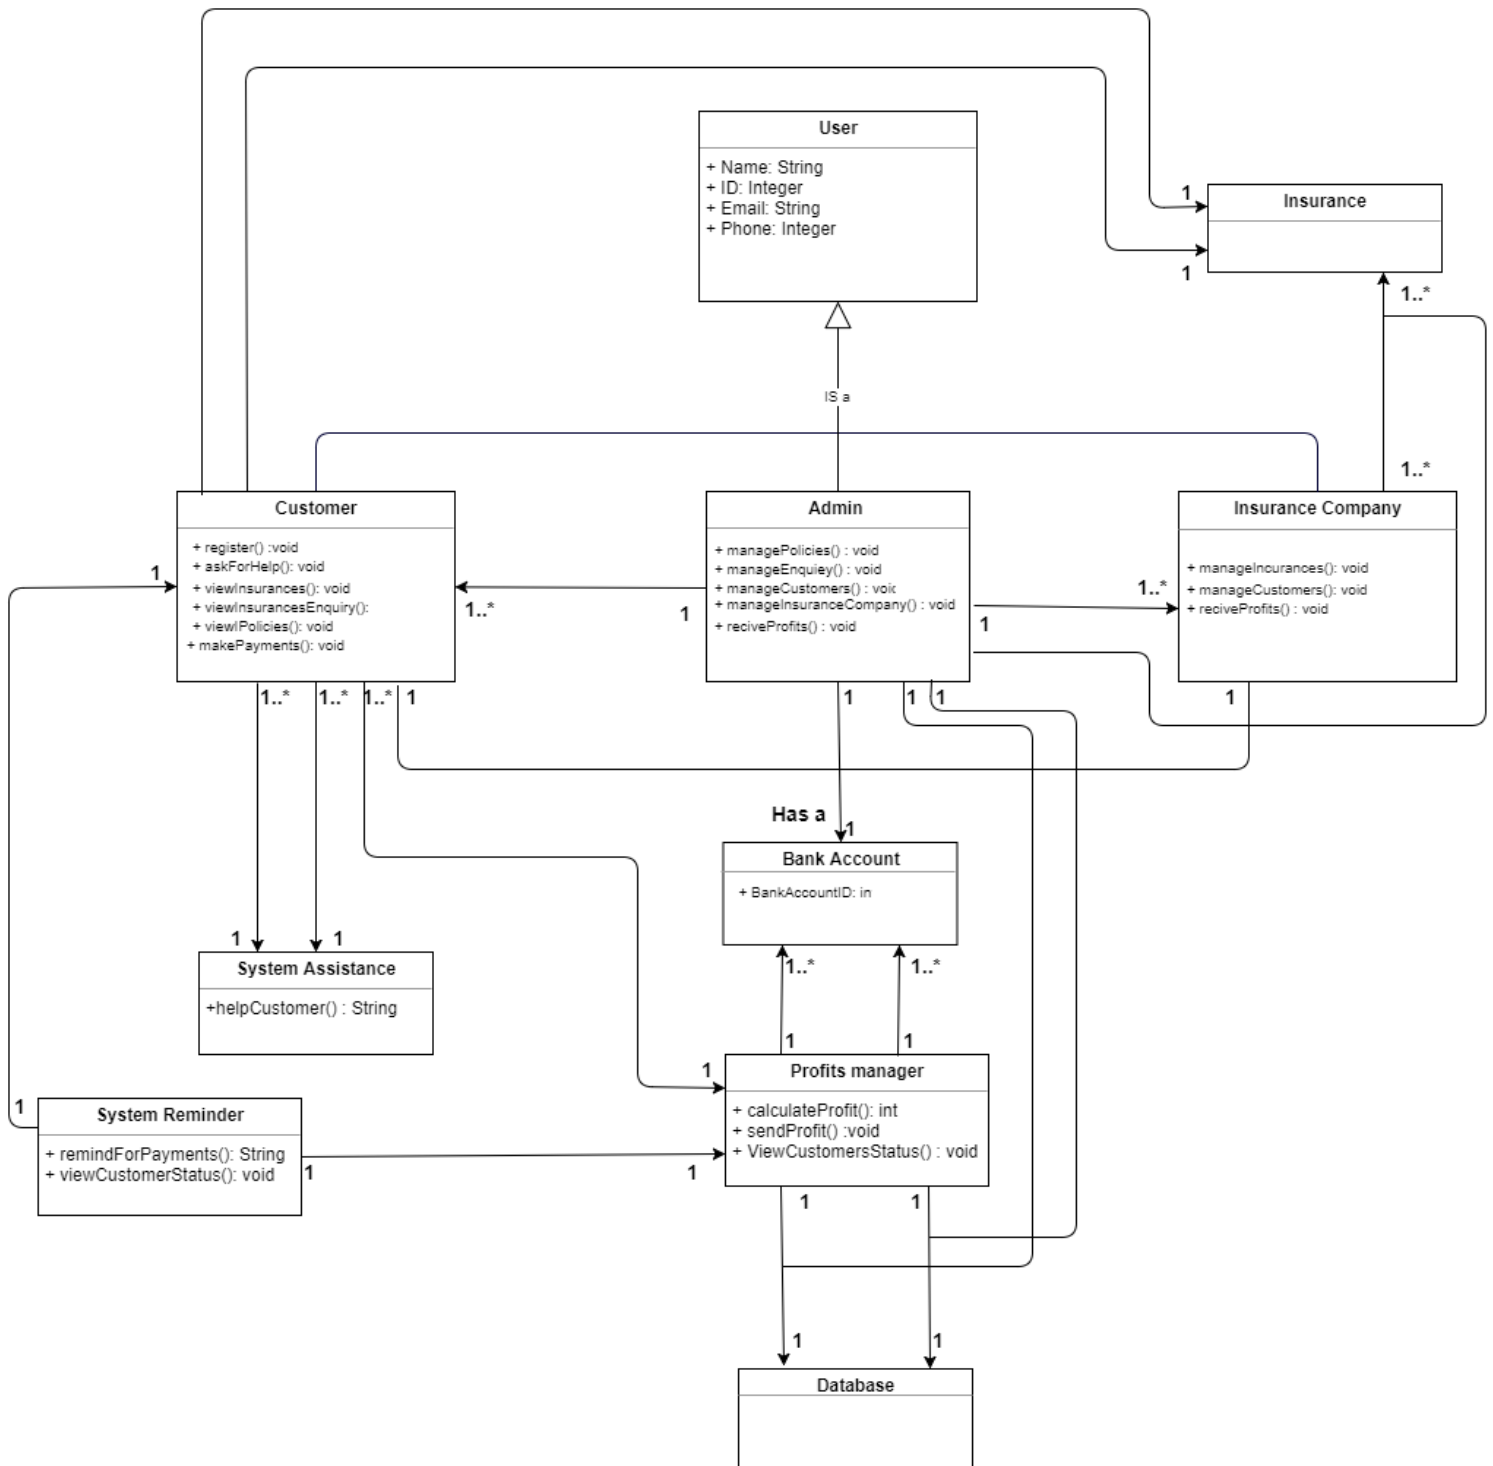 User
+ Name: String
+ ID: Integer
+ Email: String
+ Phone: Integer
1
Insurance
1
1..*
IS a
1..*
Customer
+ register() :void
+ askForHelp(): void
+ viewInsurances(): void
+ viewInsurancesEnquiry():
+ viewIPolicies(): void
+ makePayments(): void
Admin
+ managePolicies() : void
+ manageEnquiey() : void
+ manageCustomers() : voic
+ manageInsuranceCompany() : void
+ reciveProfits() : void
Insurance Company
+ manageIncurances(): void
+ manageCustomers(): void
+ reciveProfits() : void
1
1..*
1
1..*
1
1..*
1..*
1..*
1
1
1
1
1
Has a
1
Bank Account
+ BankAccountID: in
1
1
1..*
1..*
System Assistance
+helpCustomer() : String
1
1
1
Profits manager
+ calculateProfit(): int
+ sendProfit() :void
+ ViewCustomersStatus() : void
1
System Reminder
+ remindForPayments(): String
+ viewCustomerStatus(): void
1
1
1
1
1
1
Database